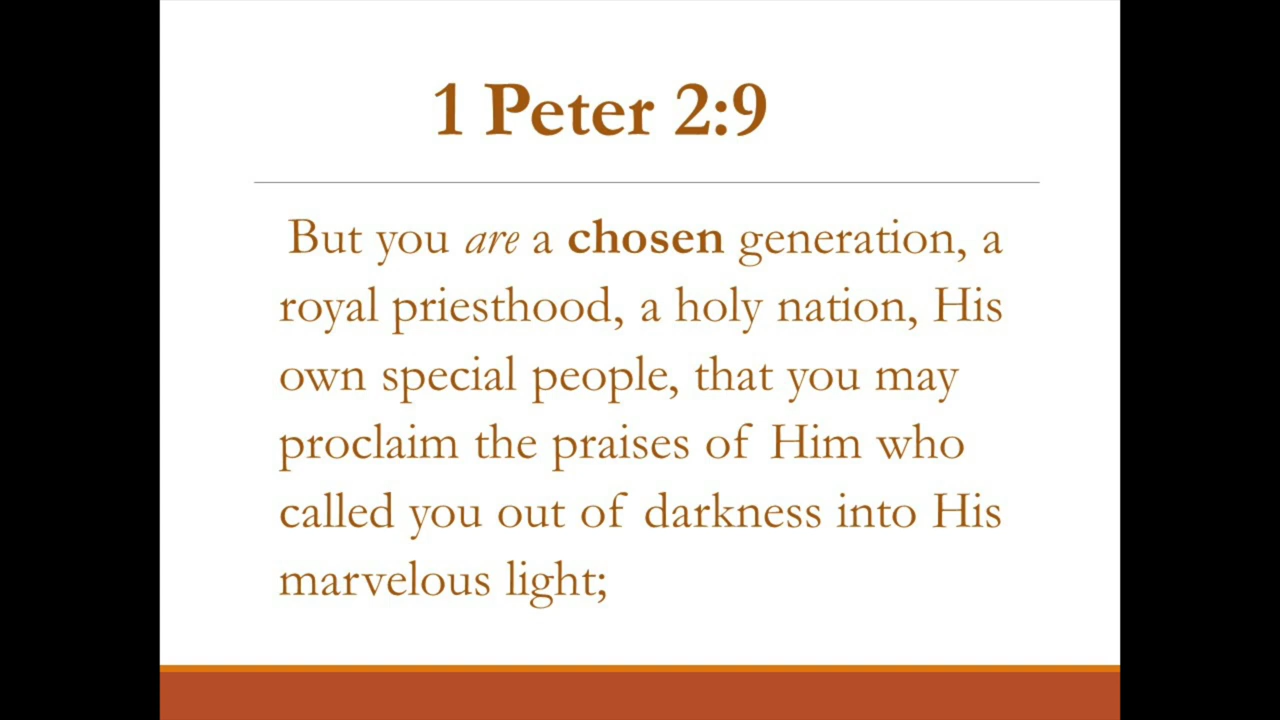 1 Peter 2:9
But you are a chosen generation, a
royal priesthood, a holy nation, His
own special people, that you may
proclaim the praises of Him who
called you out of darkness into His
marvelous light;